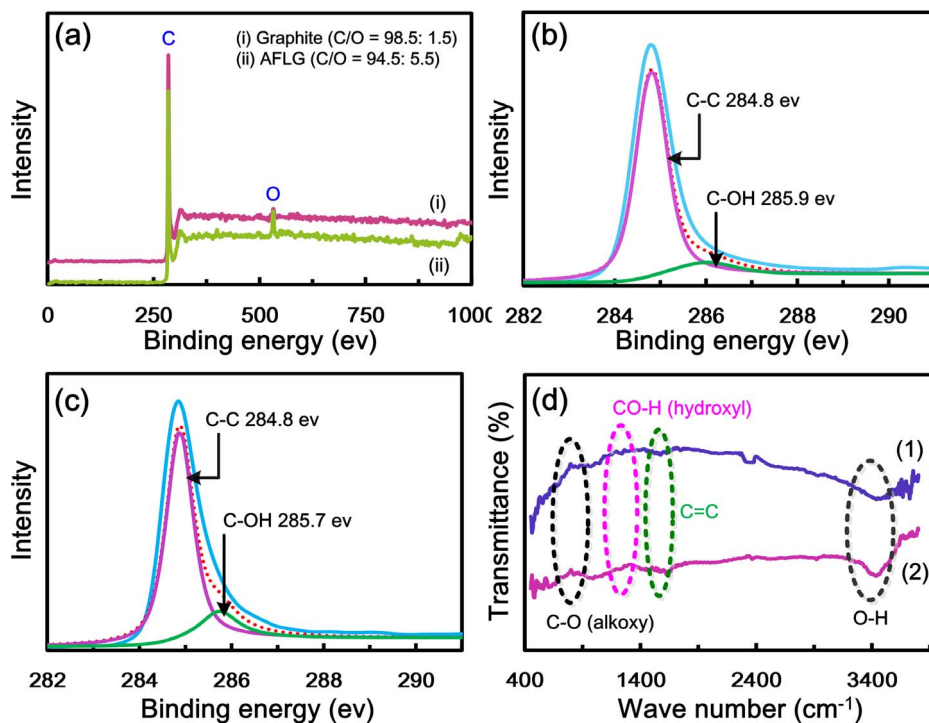 (a)
C
(i) Graphite (C/O = 98.5: 1.5)
(ii) AFLG (C/O = 94.5: 5.5)
O
(i)
(ii)
Intensity
0 250 500 750 1000
Binding energy (ev)
(b)
C-C 284.8 ev
C-OH 285.9 ev
Intensity
282 284 286 288 290
Binding energy (ev)
(c)
C-C 284.8 ev
C-OH 285.7 ev
Intensity
282 284 286 288 290
Binding energy (ev)
(d)
CO-H (hydroxyl)
(1)
C=C
(2)
C-O (alkoxy)
O-H
Transmittance (%)
400 1400 2400 3400
Wave number (cm⁻¹)